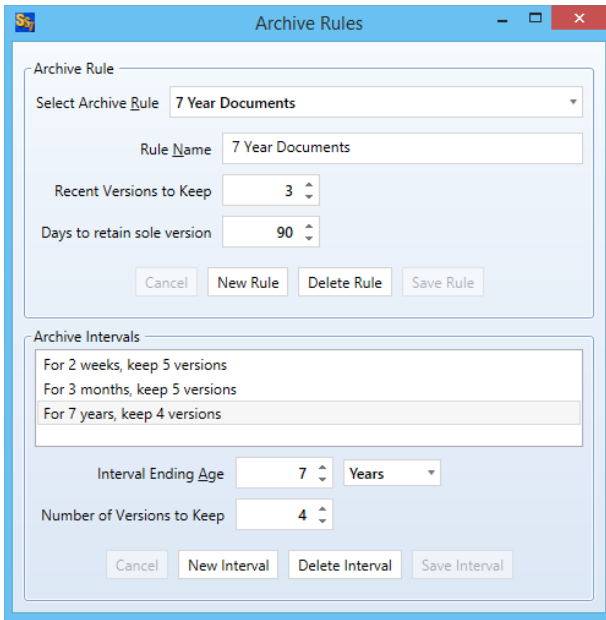 SS7
Archive Rules
Archive Rule
Select Archive Rule 7 Year Documents
Rule Name 7 Year Documents
Recent Versions to Keep 3
Days to retain sole version 90
Cancel New Rule Delete Rule Save Rule
Archive Intervals
For 2 weeks, keep 5 versions
For 3 months, keep 5 versions
For 7 years, keep 4 versions
Interval Ending Age 7 Years
Number of Versions to Keep 4
Cancel New Interval Delete Interval Save Interval